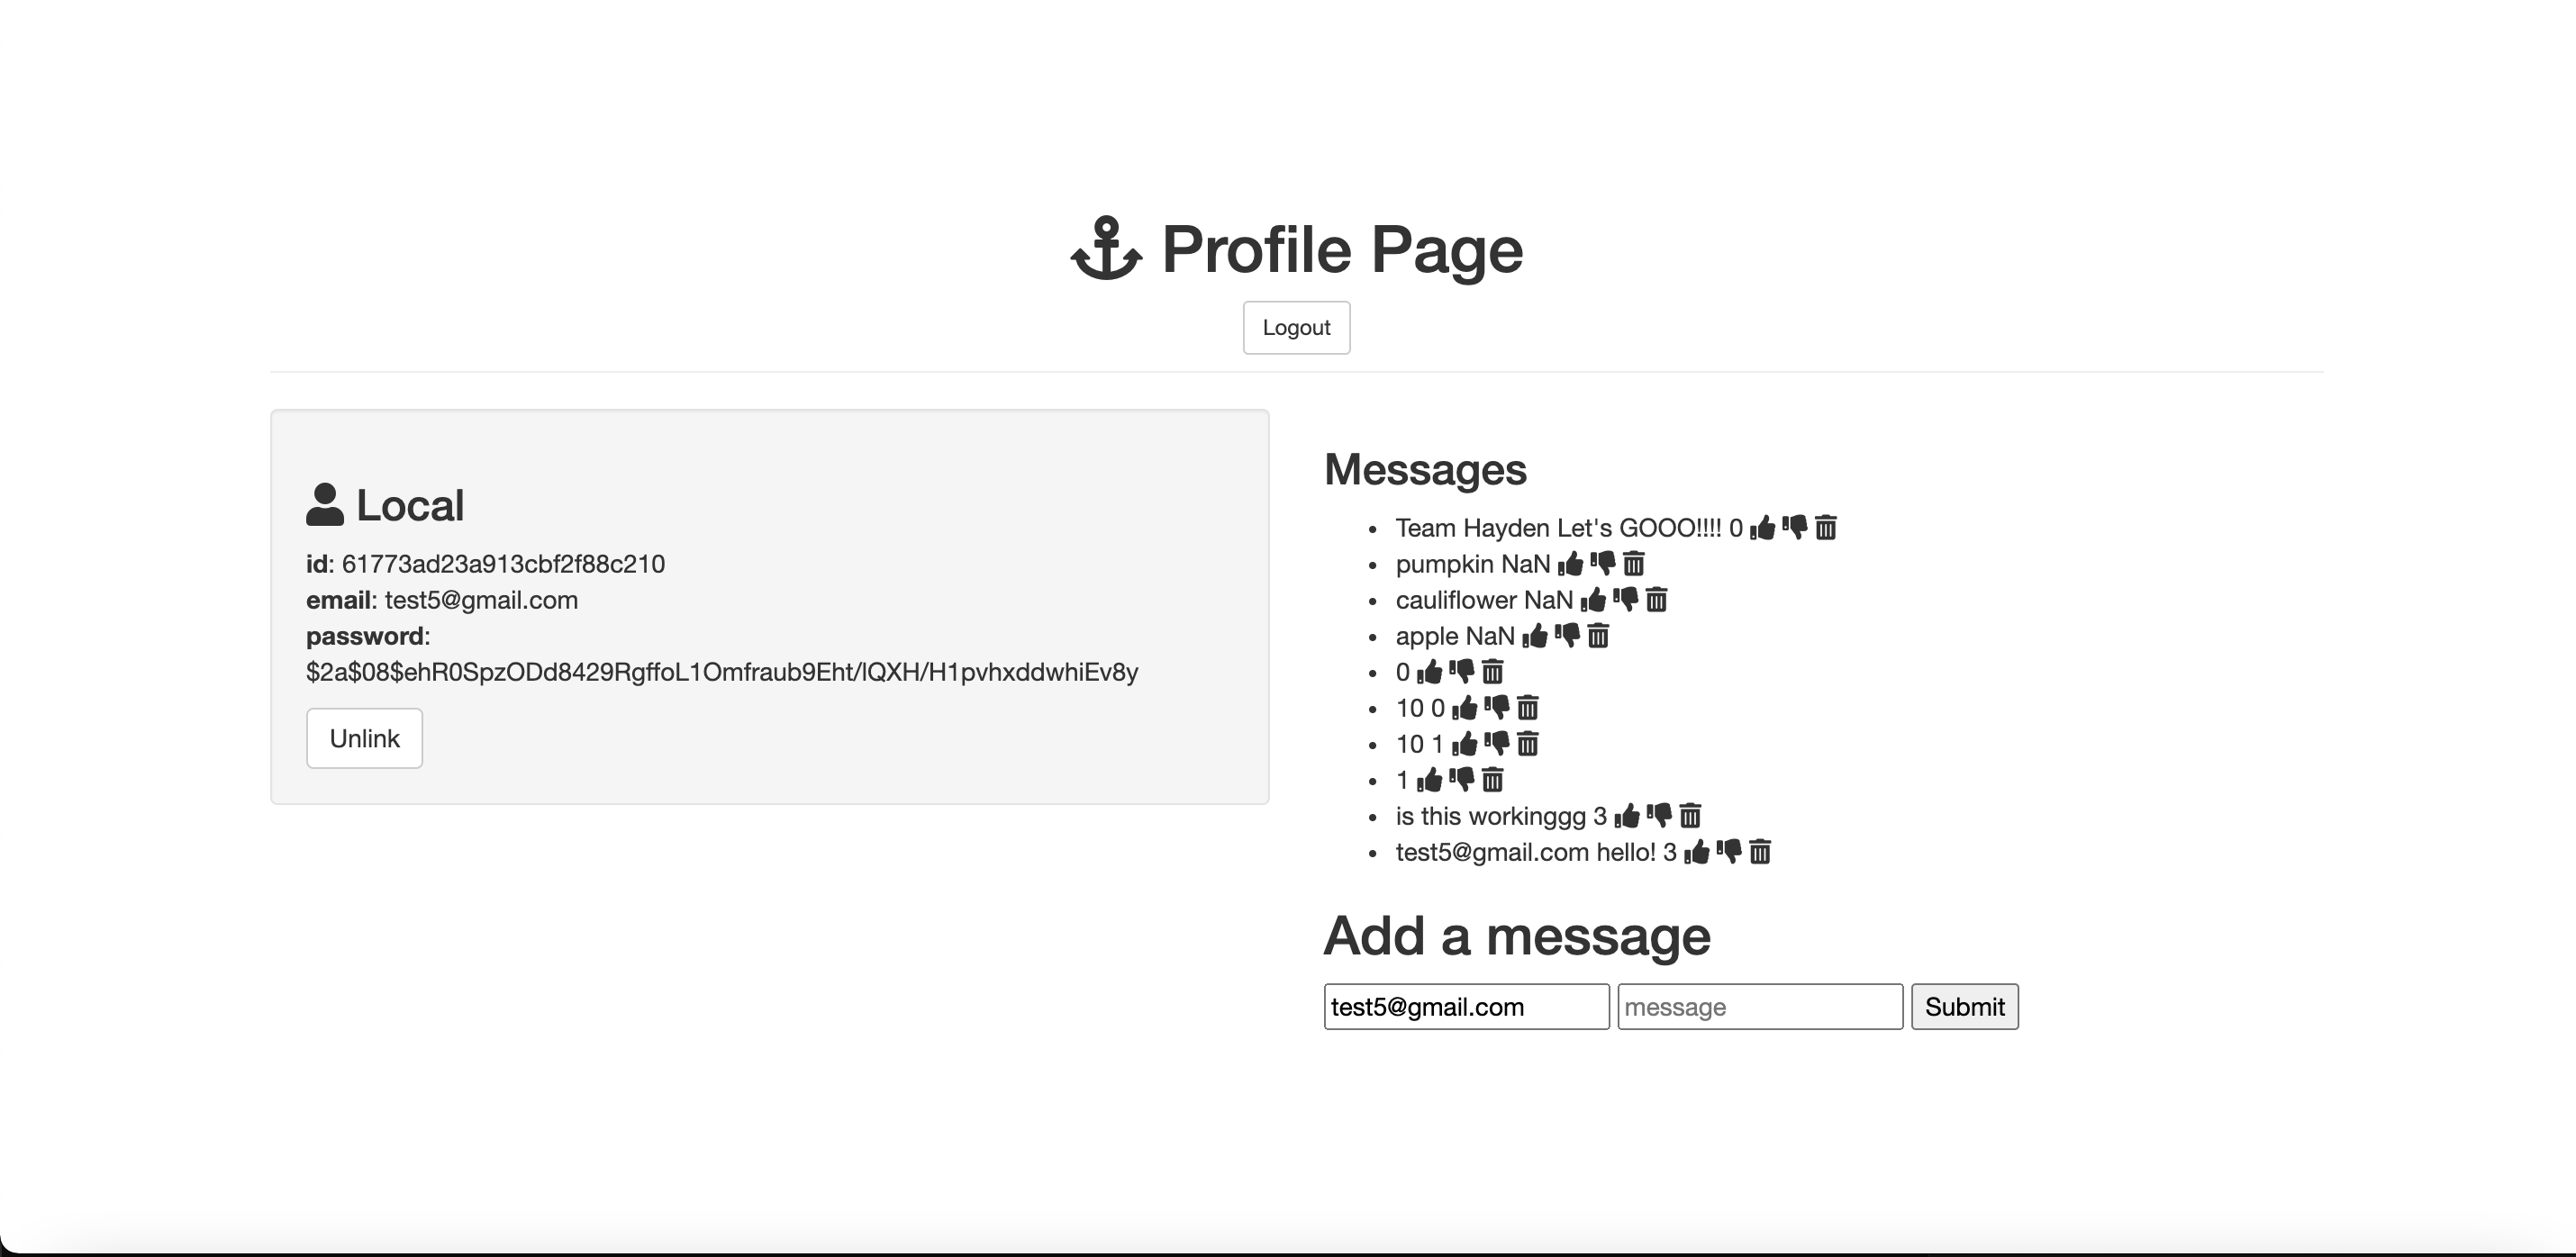 Profile Page
Logout
Local
id: 61773ad23a913cbf2f88c210
email: test5@gmail.com
password:
$2a$08$ehR0SpzODd8429RgffoL1Omfraub9Eht/lQXH/H1pvhxddwhiEv8y
Unlink
Messages
Team Hayden Let's GOOO!!!! 0
pumpkin NaN
cauliflower NaN
apple NaN
0
10 0
10 1
1
is this workinggg 3
test5@gmail.com hello! 3
Add a message
test5@gmail.com message Submit